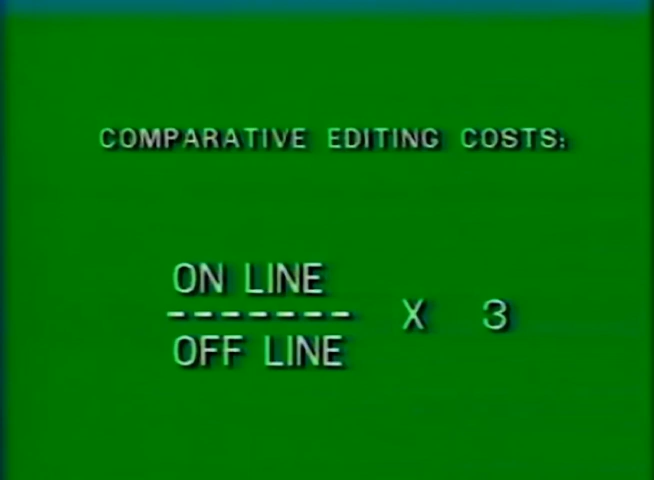 COMPARATIVE EDITING COSTS:
ON LINE
-------
OFF LINE
X 3